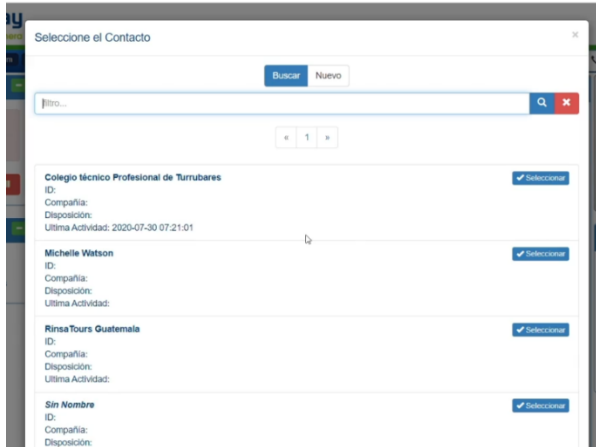 Seleccione el Contacto
×
Buscar Nuevo
filtro...
« 1 »
Colegio técnico Profesional de Turrubares
Seleccionar
ID:
Compañía:
Disposición:
Ultima Actividad: 2020-07-30 07:21:01
Michelle Watson
Seleccionar
ID:
Compañía:
Disposición:
Ultima Actividad:
RinsaTours Guatemala
Seleccionar
ID:
Compañía:
Disposición:
Ultima Actividad:
Sin Nombre
Seleccionar
ID:
Compañía:
Disposición: